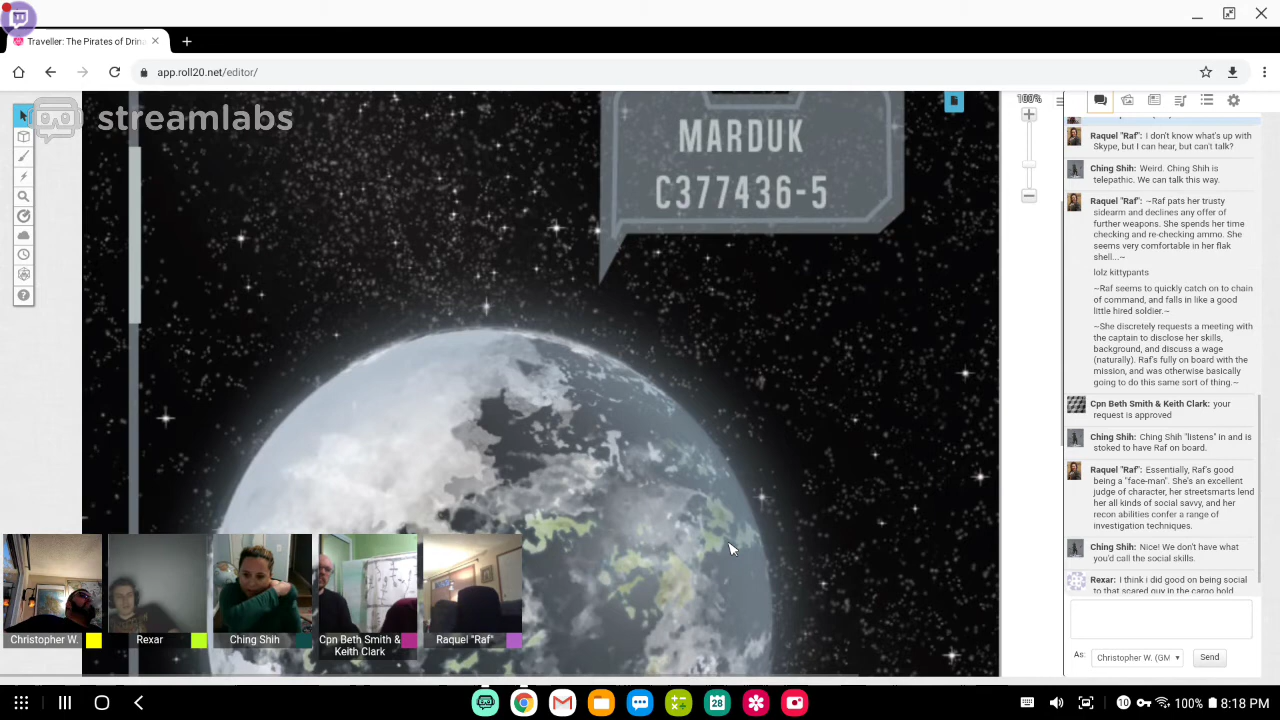 Traveller: The Pirates of Drina
app.roll20.net/editor/
streamlabs
MARDUK
C377436-5
100%
Raquel "Raf": I don't know what's up with
Skype, but I can hear, but can't talk?
Ching Shih: Weird. Ching Shih is
telepathic. We can talk this way.
Raquel "Raf": ~Raf pats her trusty
sidearm and declines any offer of
further weapons. She spends her time
checking and re-checking ammo. She
seems very comfortable in her flak
shell...~
lolz kittypants
~Raf seems to quickly catch on to chain
of command, and falls in like a good
little hired soldier.~
~She discretely requests a meeting with
the captain to disclose her skills,
background, and discuss a wage
(naturally). Raf's fully on board with the
mission, and was otherwise basically
going to do this same sort of thing.~
Cpn Beth Smith & Keith Clark: your
request is approved
Ching Shih: Ching Shih "listens" in and is
stoked to have Raf on board.
Raquel "Raf": Essentially, Raf's good
being a "face-man". She's an excellent
judge of character, her streetsmarts lend
her all kinds of social savvy, and her
recon abilities confer a range of
investigation techniques.
Ching Shih: Nice! We don't have what
you'd call the social skills.
Rexar: I think i did good on being social
to that scared guy in the cargo hold
As:
Christopher W. (GM
Send
Christopher W.
Rexar
Ching Shih
Cpn Beth Smith &
Keith Clark
Raquel "Raf"
28
10
100%
8:18 PM